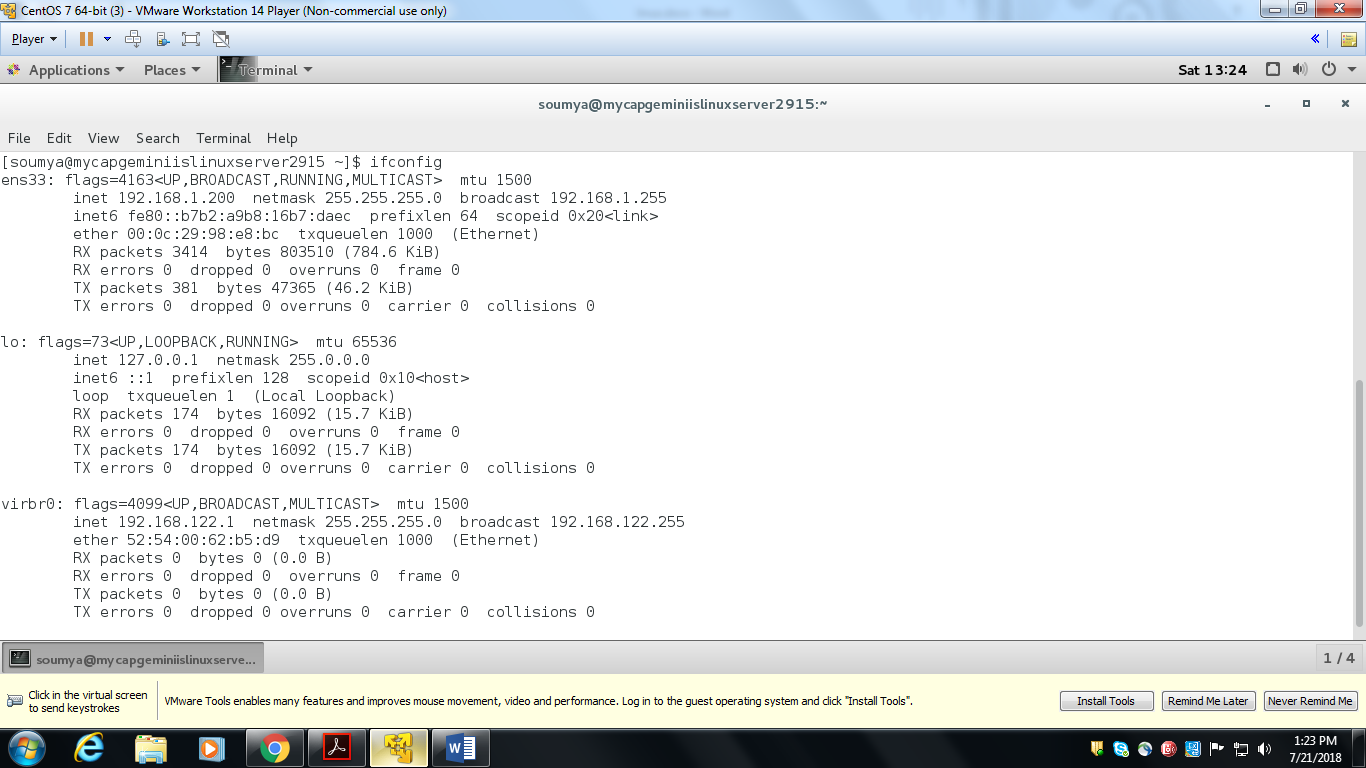 CentOS 7 64-bit (3) - VMware Workstation 14 Player (Non-commercial use only)
Player
Applications Places Terminal Sat 13:24
soumya@mycapgeminiislinuxserver2915:~
File Edit View Search Terminal Help
[soumya@mycapgeminiislinuxserver2915 ~]$ ifconfig
ens33: flags=4163<UP,BROADCAST,RUNNING,MULTICAST>  mtu 1500
        inet 192.168.1.200  netmask 255.255.255.0  broadcast 192.168.1.255
        inet6 fe80::b7b2:a9b8:16b7:daec  prefixlen 64  scopeid 0x20<link>
        ether 00:0c:29:98:e8:bc  txqueuelen 1000  (Ethernet)
        RX packets 3414  bytes 803510 (784.6 KiB)
        RX errors 0  dropped 0  overruns 0  frame 0
        TX packets 381  bytes 47365 (46.2 KiB)
        TX errors 0  dropped 0 overruns 0  carrier 0  collisions 0

lo: flags=73<UP,LOOPBACK,RUNNING>  mtu 65536
        inet 127.0.0.1  netmask 255.0.0.0
        inet6 ::1  prefixlen 128  scopeid 0x10<host>
        loop  txqueuelen 1  (Local Loopback)
        RX packets 174  bytes 16092 (15.7 KiB)
        RX errors 0  dropped 0  overruns 0  frame 0
        TX packets 174  bytes 16092 (15.7 KiB)
        TX errors 0  dropped 0 overruns 0  carrier 0  collisions 0

virbr0: flags=4099<UP,BROADCAST,MULTICAST>  mtu 1500
        inet 192.168.122.1  netmask 255.255.255.0  broadcast 192.168.122.255
        ether 52:54:00:62:b5:d9  txqueuelen 1000  (Ethernet)
        RX packets 0  bytes 0 (0.0 B)
        RX errors 0  dropped 0  overruns 0  frame 0
        TX packets 0  bytes 0 (0.0 B)
        TX errors 0  dropped 0 overruns 0  carrier 0  collisions 0

soumya@mycapgeminiislinuxserve... 1 / 4
Click in the virtual screen
to send keystrokes
VMware Tools enables many features and improves mouse movement, video and performance. Log in to the guest operating system and click "Install Tools".
Install Tools Remind Me Later Never Remind Me
1:23 PM
7/21/2018